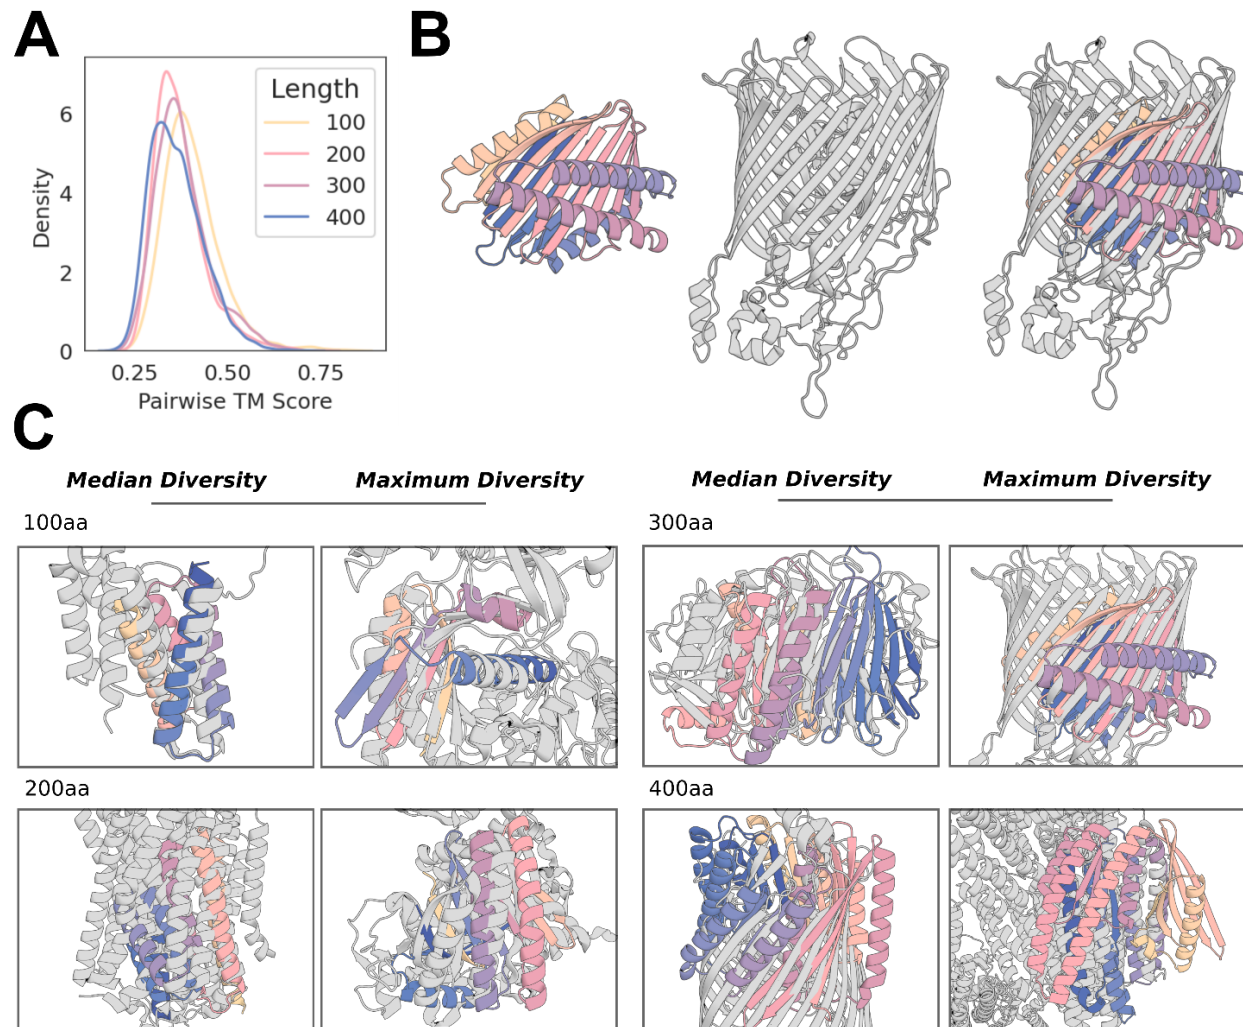 A
B
Length
100
200
300
400
Density
6
4
2
0
0.25 0.50 0.75
Pairwise TM Score
C
Median Diversity Maximum Diversity Median Diversity Maximum Diversity
100aa 300aa
200aa 400aa